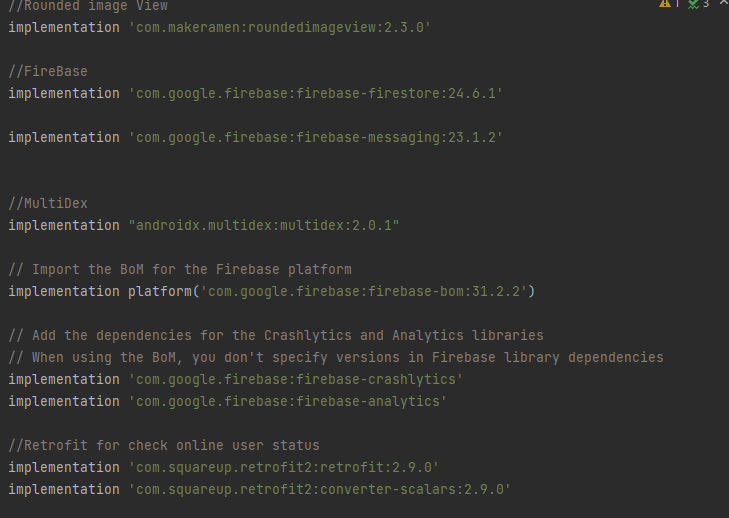 //Rounded image View
implementation 'com.makeramen:roundedimageview:2.3.0'
//FireBase
implementation 'com.google.firebase:firebase-firestore:24.6.1'
implementation 'com.google.firebase:firebase-messaging:23.1.2'
//MultiDex
implementation "androidx.multidex:multidex:2.0.1"
// Import the BoM for the Firebase platform
implementation platform('com.google.firebase:firebase-bom:31.2.2')
// Add the dependencies for the Crashlytics and Analytics libraries
// When using the BoM, you don't specify versions in Firebase library dependencies
implementation 'com.google.firebase:firebase-crashlytics'
implementation 'com.google.firebase:firebase-analytics'
//Retrofit for check online user status
implementation 'com.squareup.retrofit2:retrofit:2.9.0'
implementation 'com.squareup.retrofit2:converter-scalars:2.9.0'
1 3